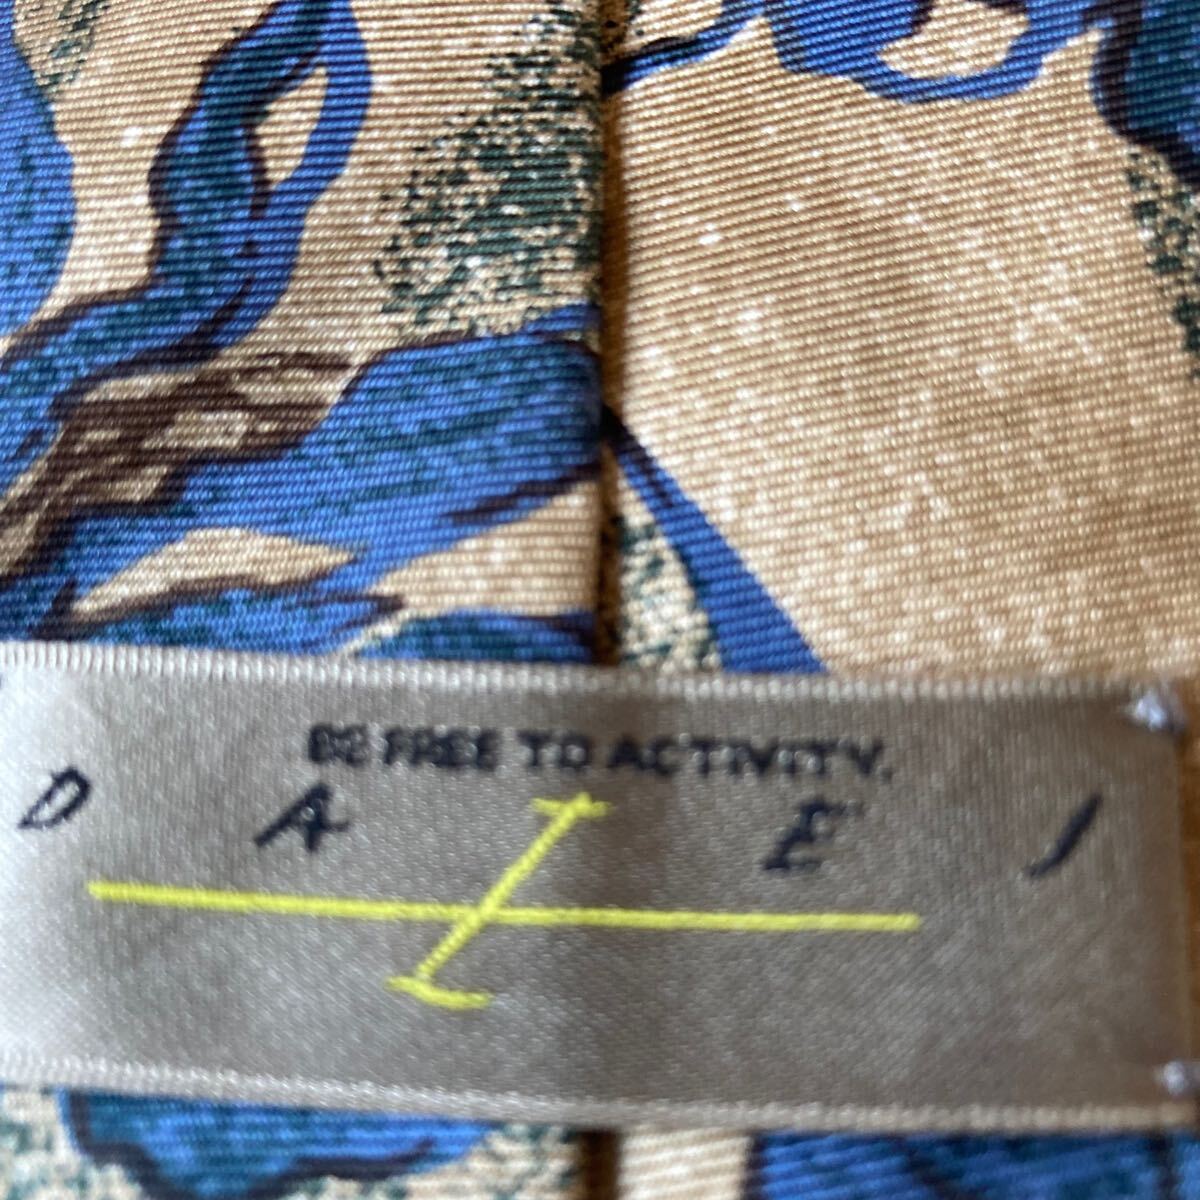 BE FREE TO ACTIVITY.
D A I E J